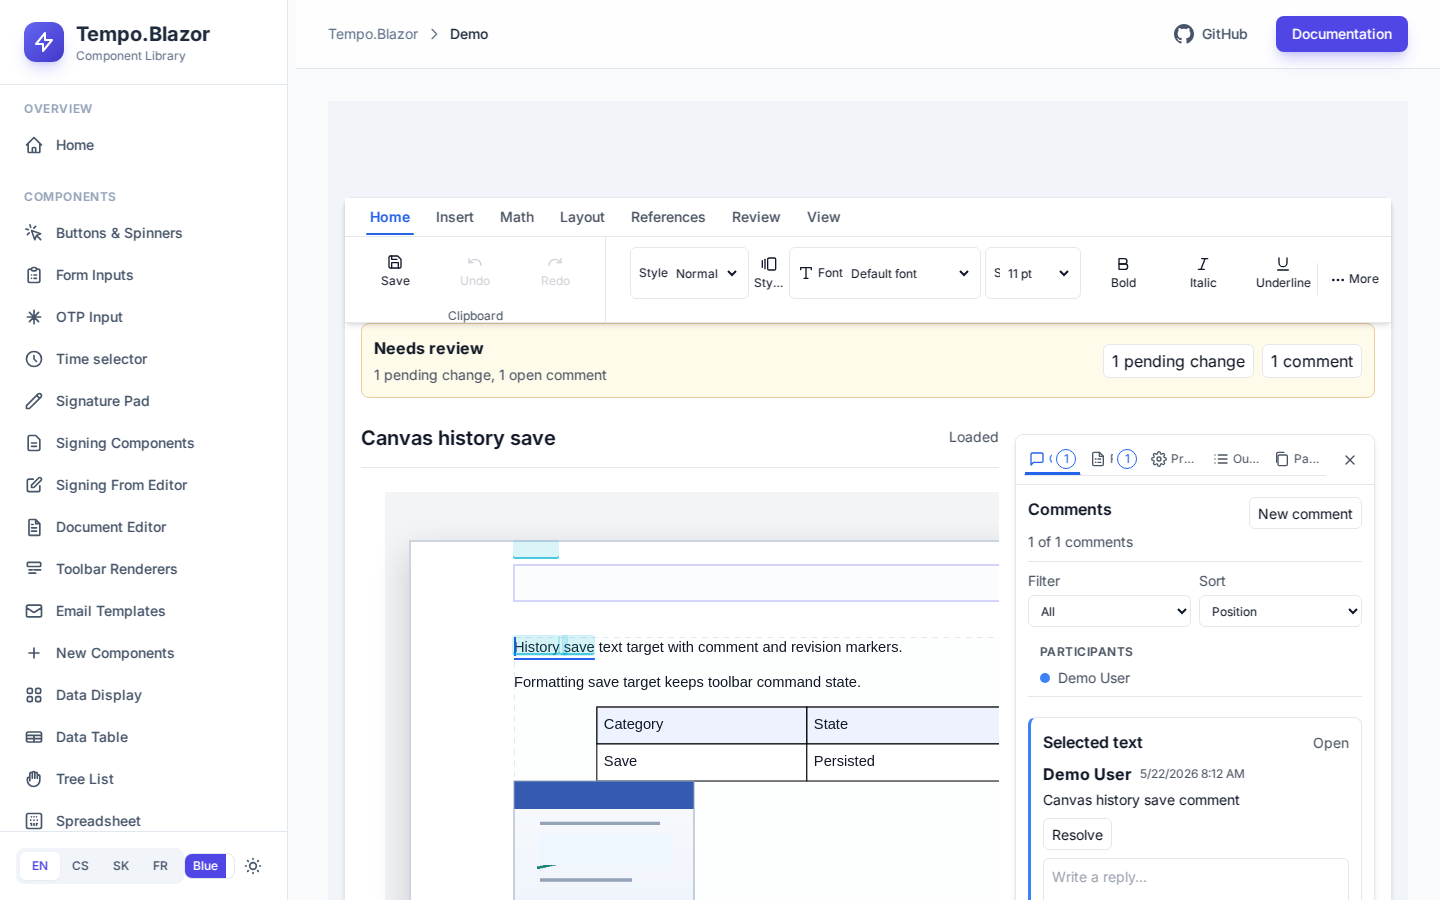 Tempo.Blazor
Component Library
OVERVIEW
Home
COMPONENTS
Buttons & Spinners
Form Inputs
OTP Input
Time selector
Signature Pad
Signing Components
Signing From Editor
Document Editor
Toolbar Renderers
Email Templates
New Components
Data Display
Data Table
Tree List
Spreadsheet
EN CS SK FR Blue
Tempo.Blazor > Demo
GitHub
Documentation
Home Insert Math Layout References Review View
Save Undo Redo
Clipboard
Style Normal
Sty...
Font Default font
S 11 pt
Bold Italic Underline
... More
Needs review
1 pending change, 1 open comment
1 pending change
1 comment
Canvas history save
Loaded
History save text target with comment and revision markers.
Formatting save target keeps toolbar command state.
Category State
Save Persisted
1 1 Pr... Ou... Pa...
Comments
New comment
1 of 1 comments
Filter Sort
All Position
PARTICIPANTS
Demo User
Selected text Open
Demo User 5/22/2026 8:12 AM
Canvas history save comment
Resolve
Write a reply...